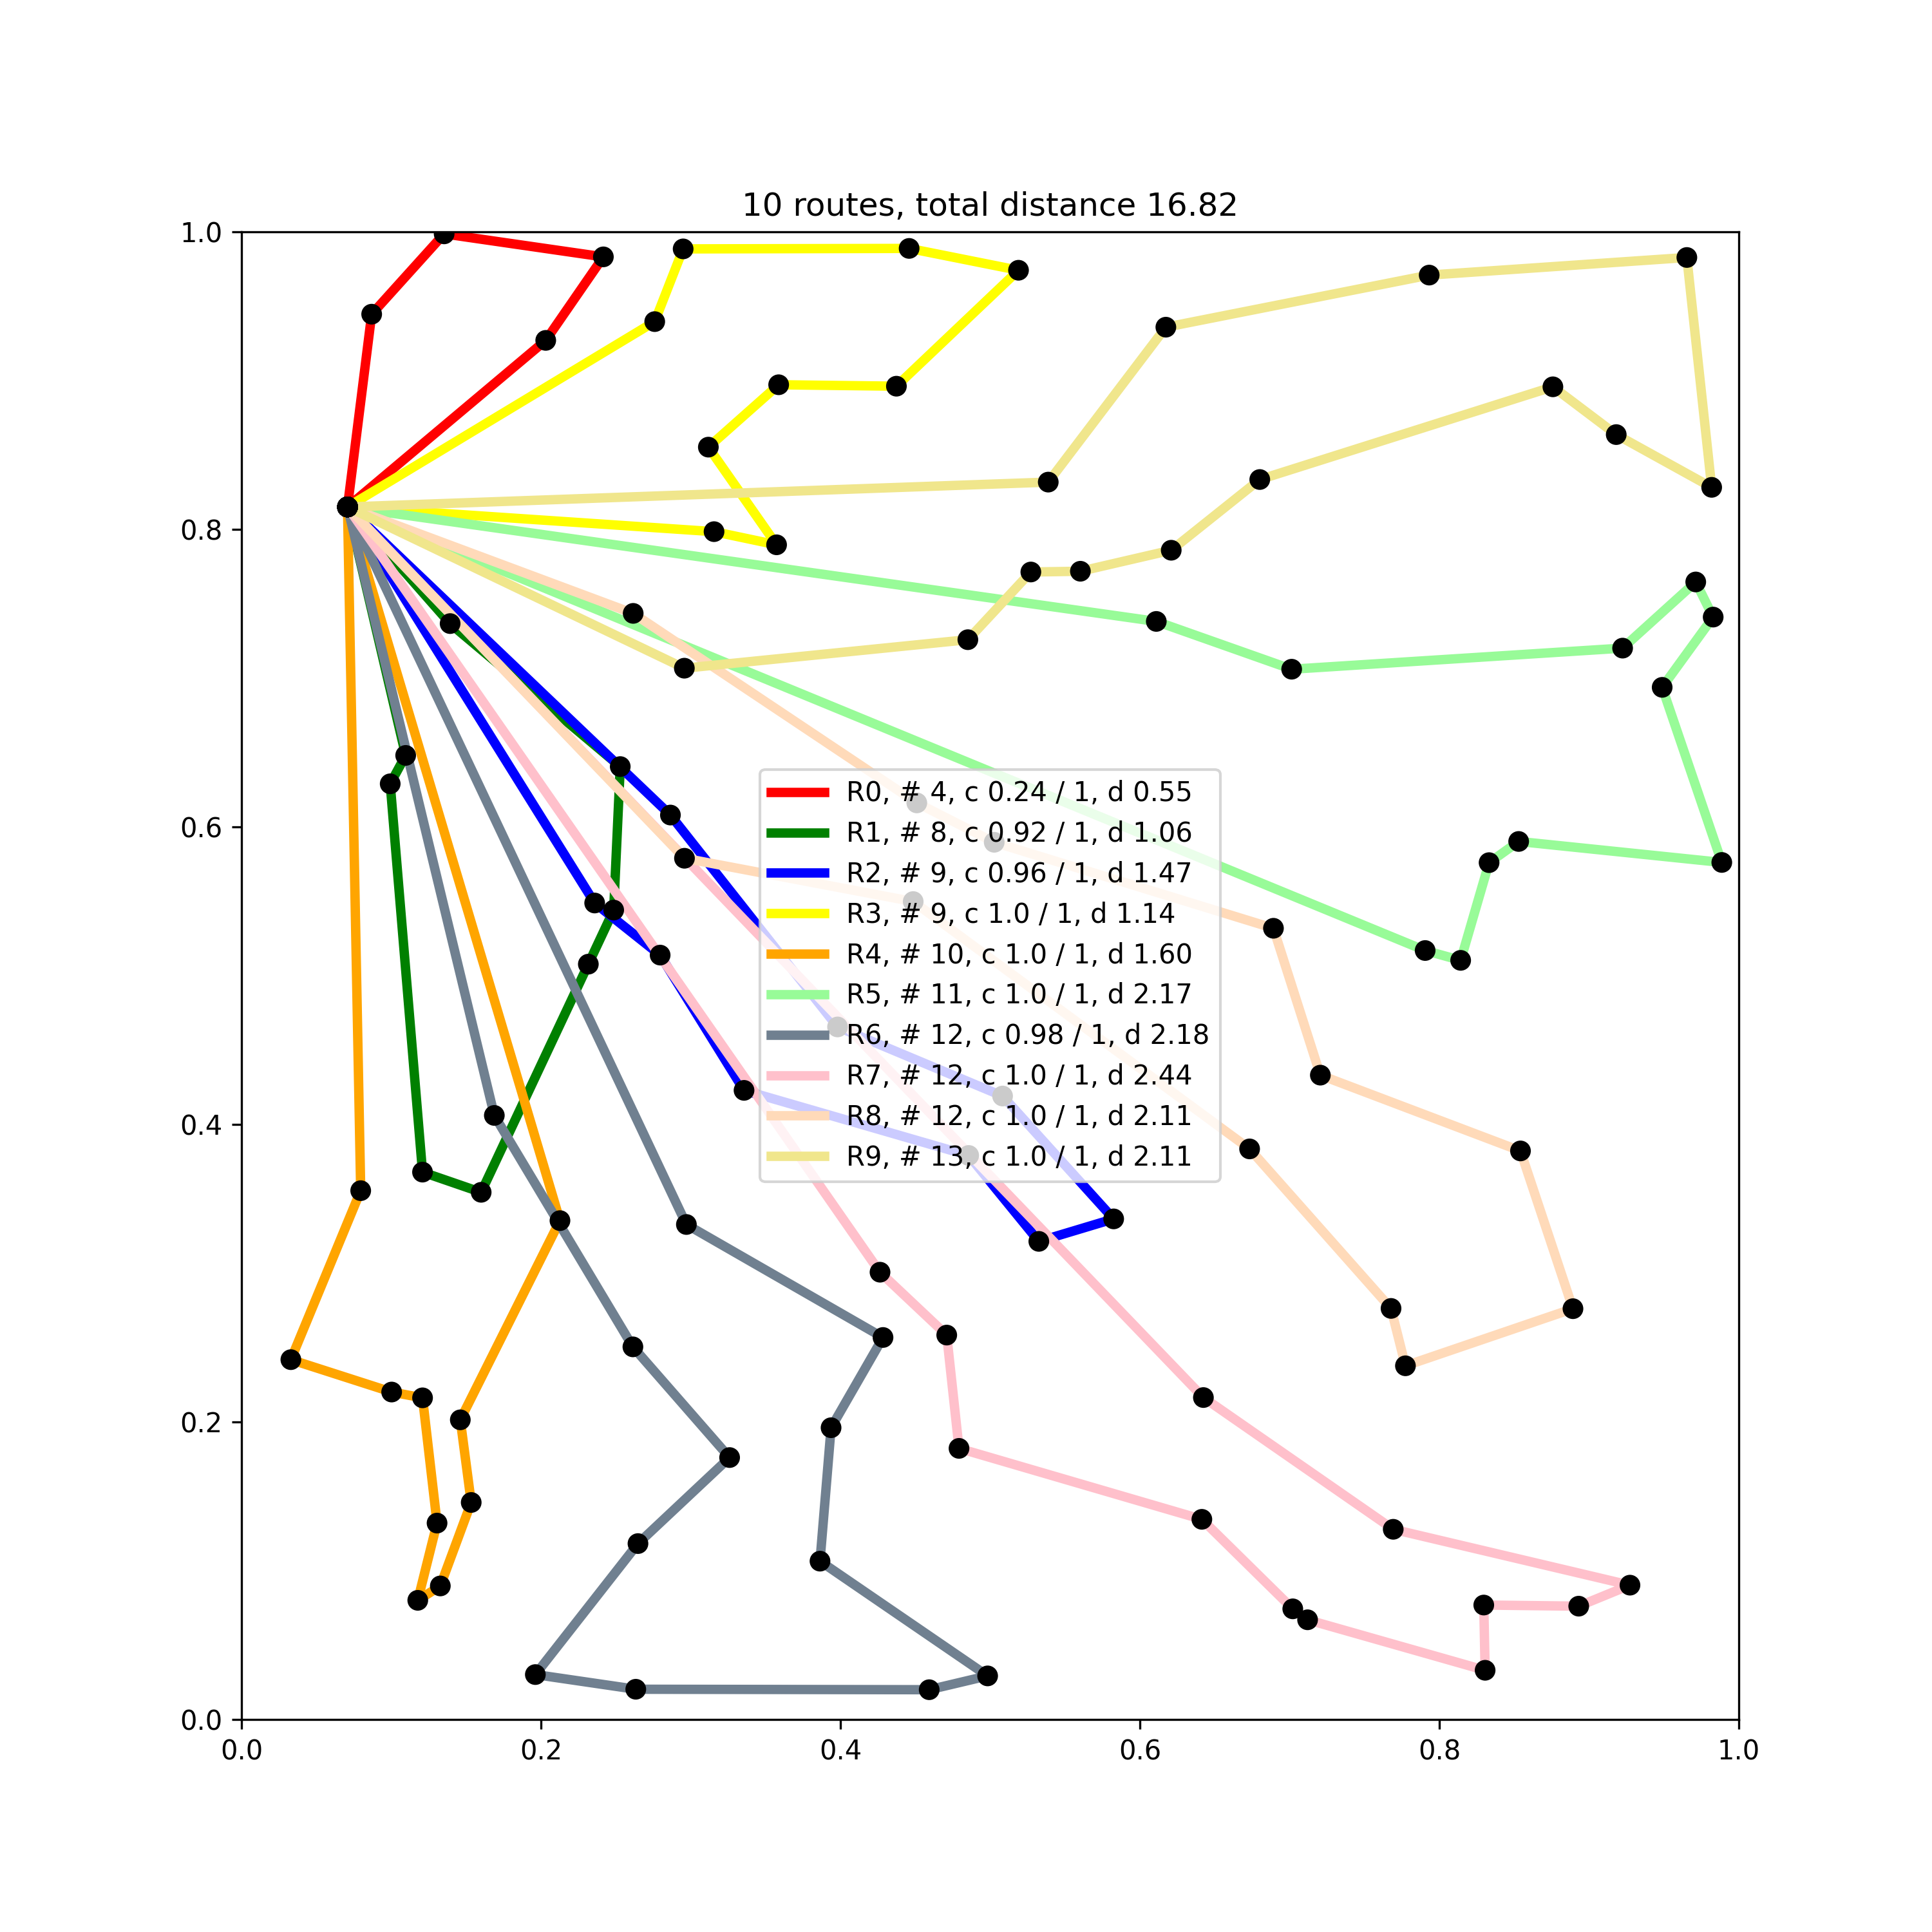 10 routes, total distance 16.82
1.0
0.8
0.6
0.4
0.2
0.0
R0, # 4, c 0.24 / 1, d 0.55
R1, # 8, c 0.92 / 1, d 1.06
R2, # 9, c 0.96 / 1, d 1.47
R3, # 9, c 1.0 / 1, d 1.14
R4, # 10, c 1.0 / 1, d 1.60
R5, # 11, c 1.0 / 1, d 2.17
R6, # 12, c 0.98 / 1, d 2.18
R7, # 12, c 1.0 / 1, d 2.44
R8, # 12, c 1.0 / 1, d 2.11
R9, # 13, c 1.0 / 1, d 2.11
0.0 0.2 0.4 0.6 0.8 1.0